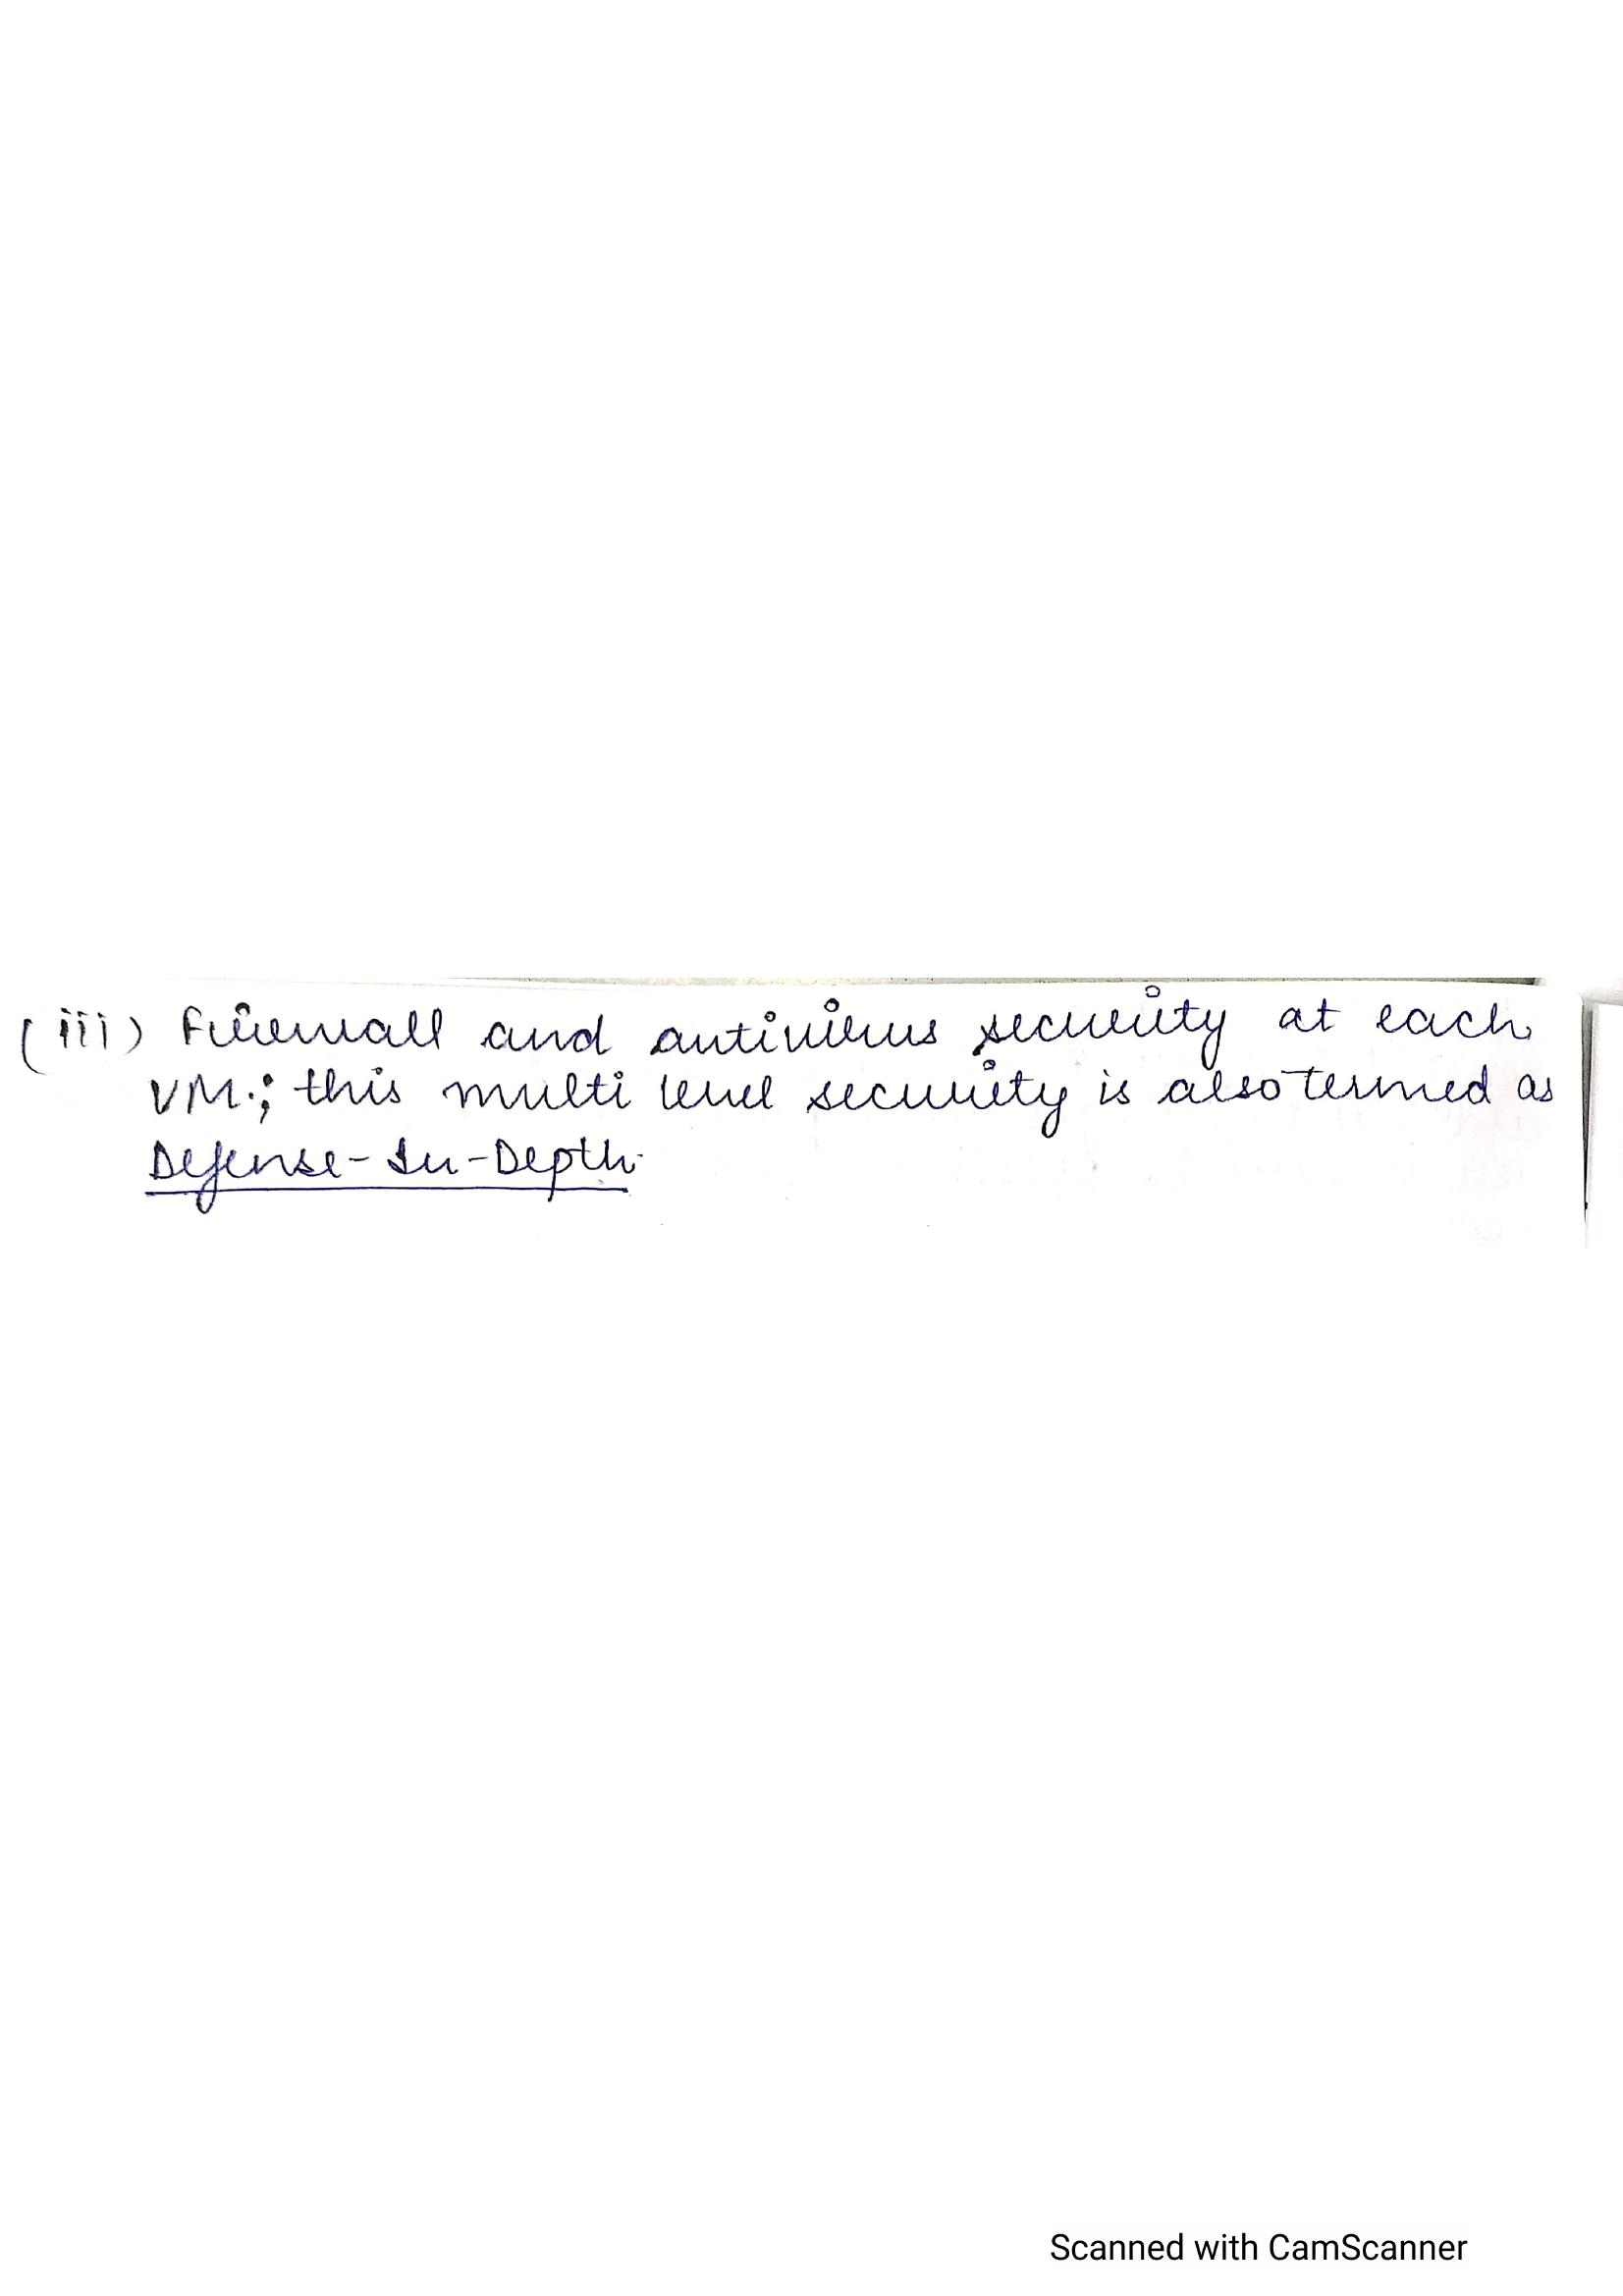 (iii) Firewall and antivirus security at each
VM.; this multi level security is also termed as
Defense-In-Depth.
Scanned with CamScanner